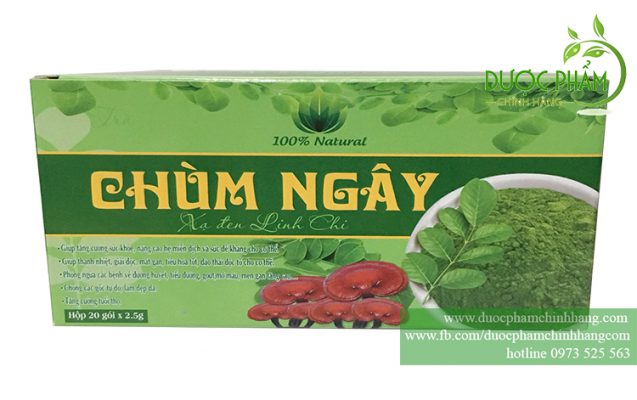 DƯỢC PHẨM
CHÍNH HÃNG
Trà
100% Natural
CHÙM NGÂY
Xạ đen Linh Chi
• Giúp tăng cường sức khỏe, nâng cao hệ miễn dịch và sức đề kháng cho cơ thể.
• Giúp thanh nhiệt, giải độc, mát gan, tiêu hóa tốt, đào thải độc tố cho cơ thể.
• Phòng ngừa các bệnh về đường huyết, tiểu đường, gout, mỡ máu, men gan tăng cao...
• Chống các gốc tự do, làm đẹp da.
• Tăng cường tuổi thọ.
Hộp 20 gói x 2.5g
www.duocphamchinhhang.com
www.fb.com/duocphamchinhhang.com
hotline 0973 525 563